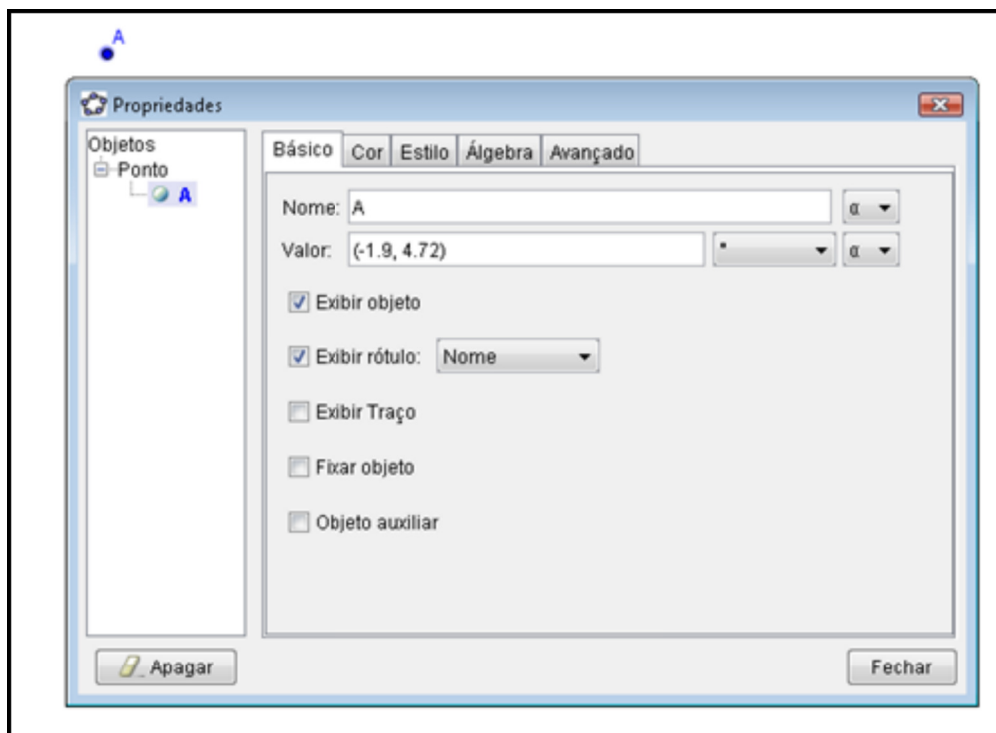 A
Propriedades
Objetos
Ponto
A
Básico Cor Estilo Álgebra Avançado
Nome: A α
Valor: (-1.9, 4.72) ° α
Exibir objeto
Exibir rótulo: Nome
Exibir Traço
Fixar objeto
Objeto auxiliar
Apagar Fechar